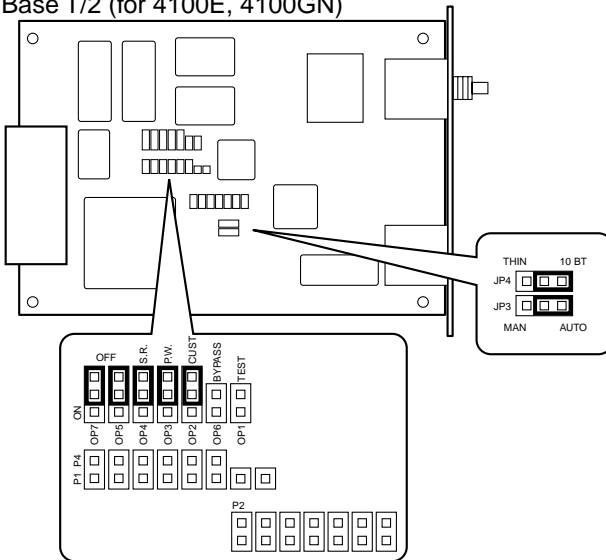 Base T/2 (for 4100E, 4100GN)
THIN 10 BT
JP4
JP3
MAN AUTO
OFF S.R. P.W. CUST BYPASS TEST
ON
OP7 OP5 OP4 OP3 OP2 OP6 OP1
P1 P4
P2